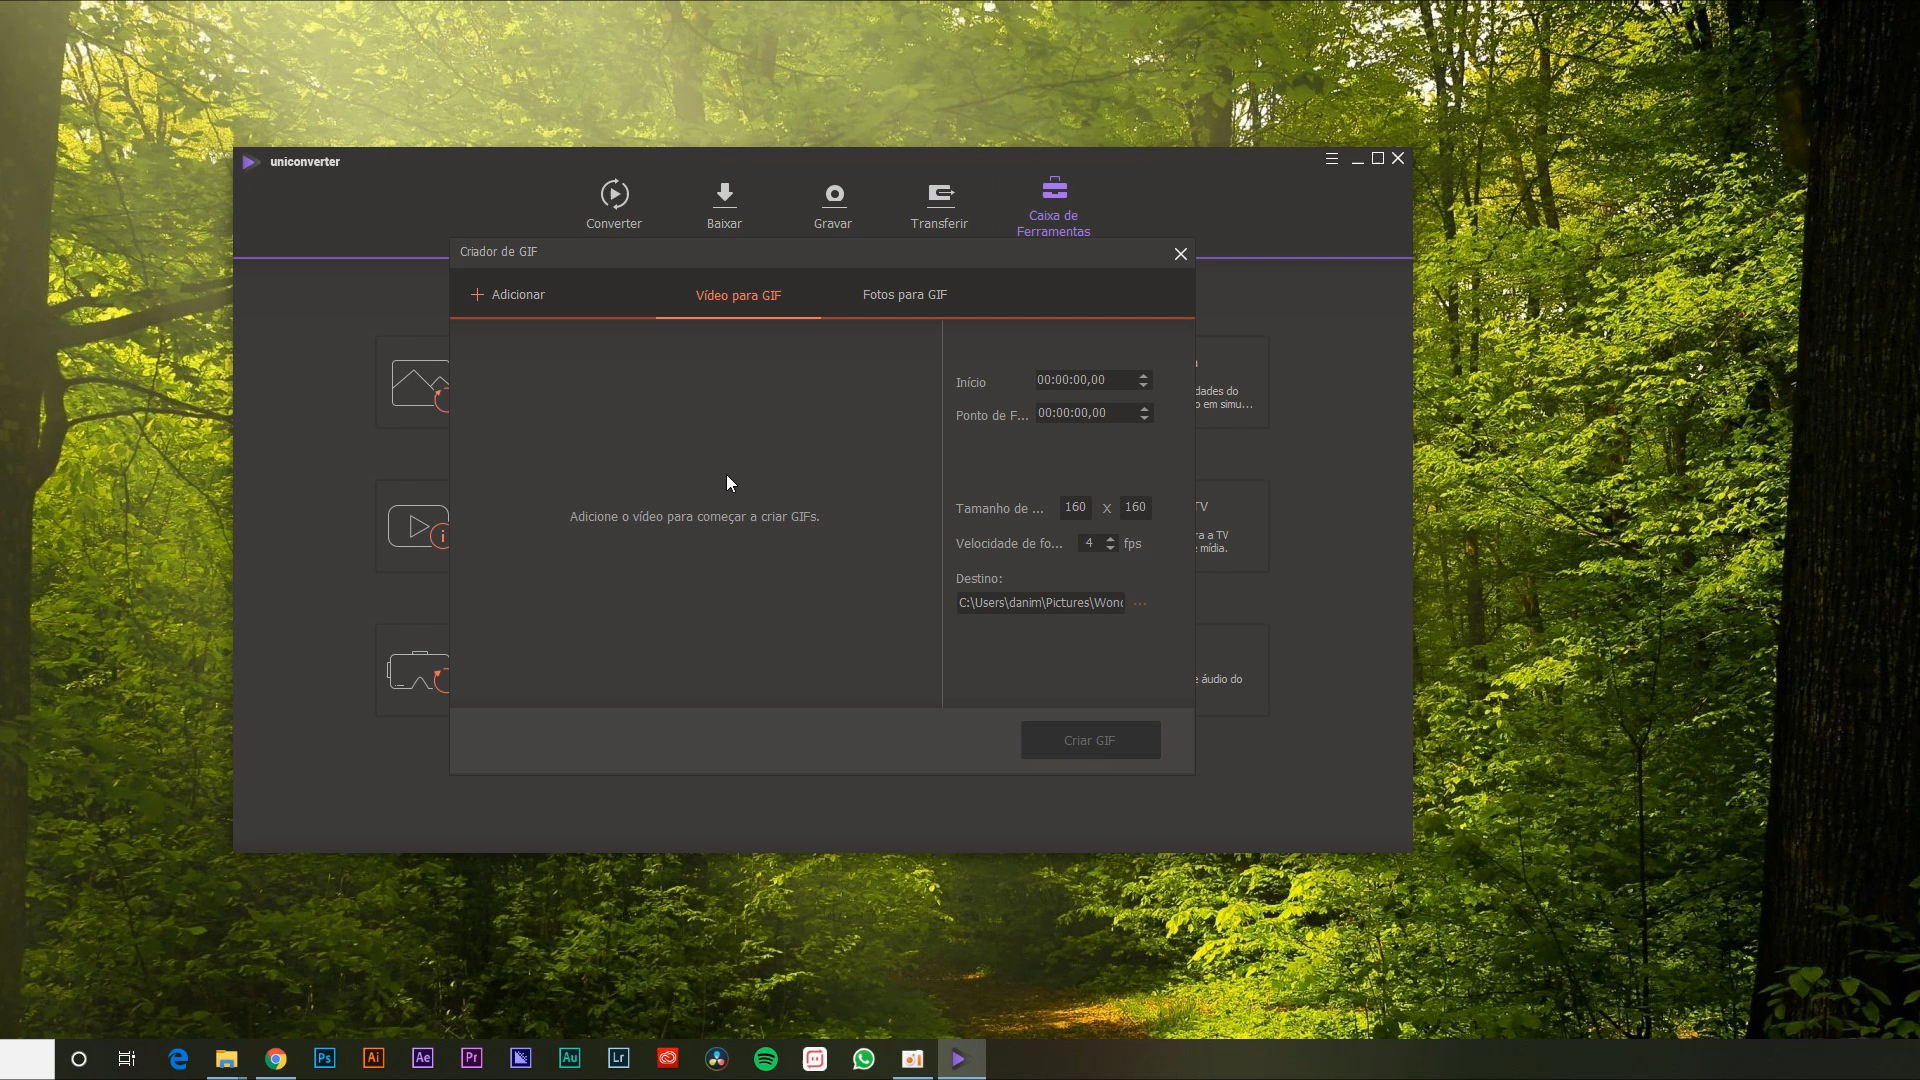 uniconverter
Converter
Baixar
Gravar
Transferir
Caixa de
Ferramentas
Criador de GIF
Adicionar
Vídeo para GIF
Fotos para GIF
Início
00:00:00,00
Ponto de F...
00:00:00,00
Adicione o vídeo para começar a criar GIFs.
Tamanho de ...
160
X
160
Velocidade de fo...
4
fps
Destino:
C:\Users\danim\Pictures\Wond
...
Criar GIF
a
dades do
o em simu...
TV
ra a TV
e mídia.
e áudio do
Ps
Ai
Ae
Pr
Au
Lr